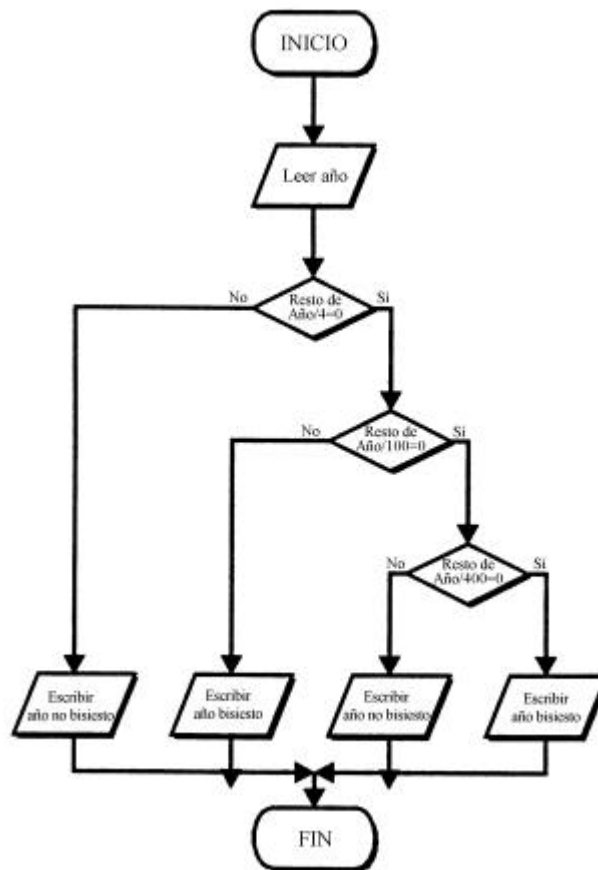 INICIO
Leer año
No
Resto de
Año/4=0
Si
No
Resto de
Año/100=0
Si
No
Resto de
Año/400=0
Si
Escribir
año no bisiesto
Escribir
año bisiesto
Escribir
año no bisiesto
Escribir
año bisiesto
FIN